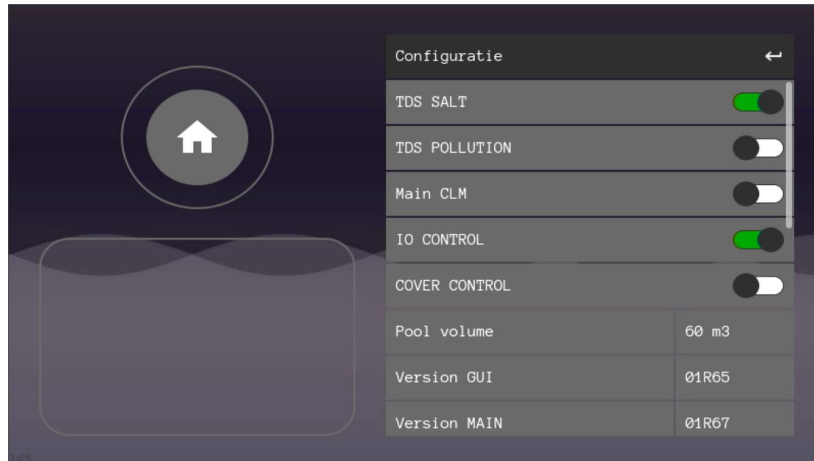 Configuratie
TDS SALT
TDS POLLUTION
Main CLM
IO CONTROL
COVER CONTROL
Pool volume 60 m3
Version GUI 01R65
Version MAIN 01R67
145